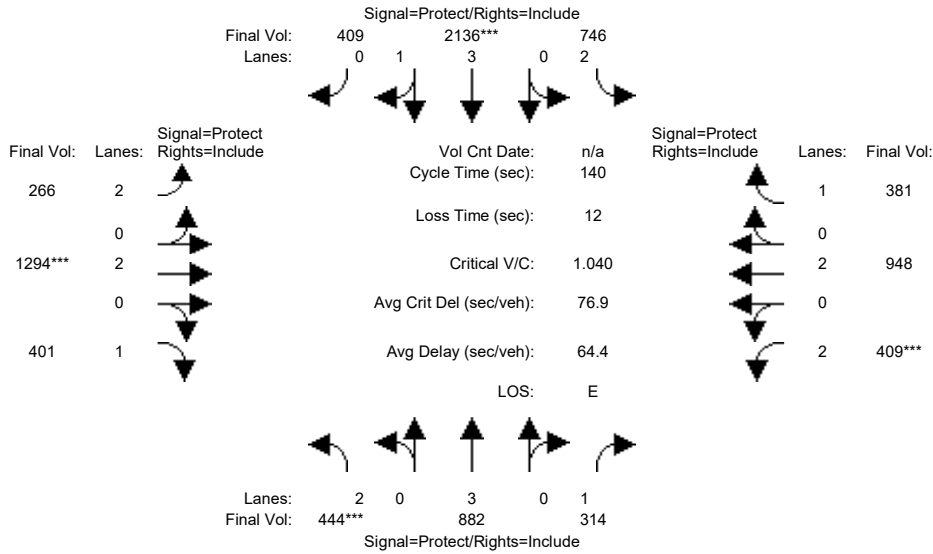 Signal=Protect/Rights=Include
Final Vol: 409 2136*** 746
Lanes: 0 1 3 0 2
Signal=Protect
Final Vol: Lanes: Rights=Include
Vol Cnt Date: n/a
Signal=Protect
Rights=Include Lanes: Final Vol:
Cycle Time (sec): 140
266 2
1 381
Loss Time (sec): 12
0
0
1294*** 2
Critical V/C: 1.040
2 948
0
Avg Crit Del (sec/veh): 76.9
0
401 1
Avg Delay (sec/veh): 64.4
2 409***
LOS: E
Lanes: 2 0 3 0 1
Final Vol: 444*** 882 314
Signal=Protect/Rights=Include